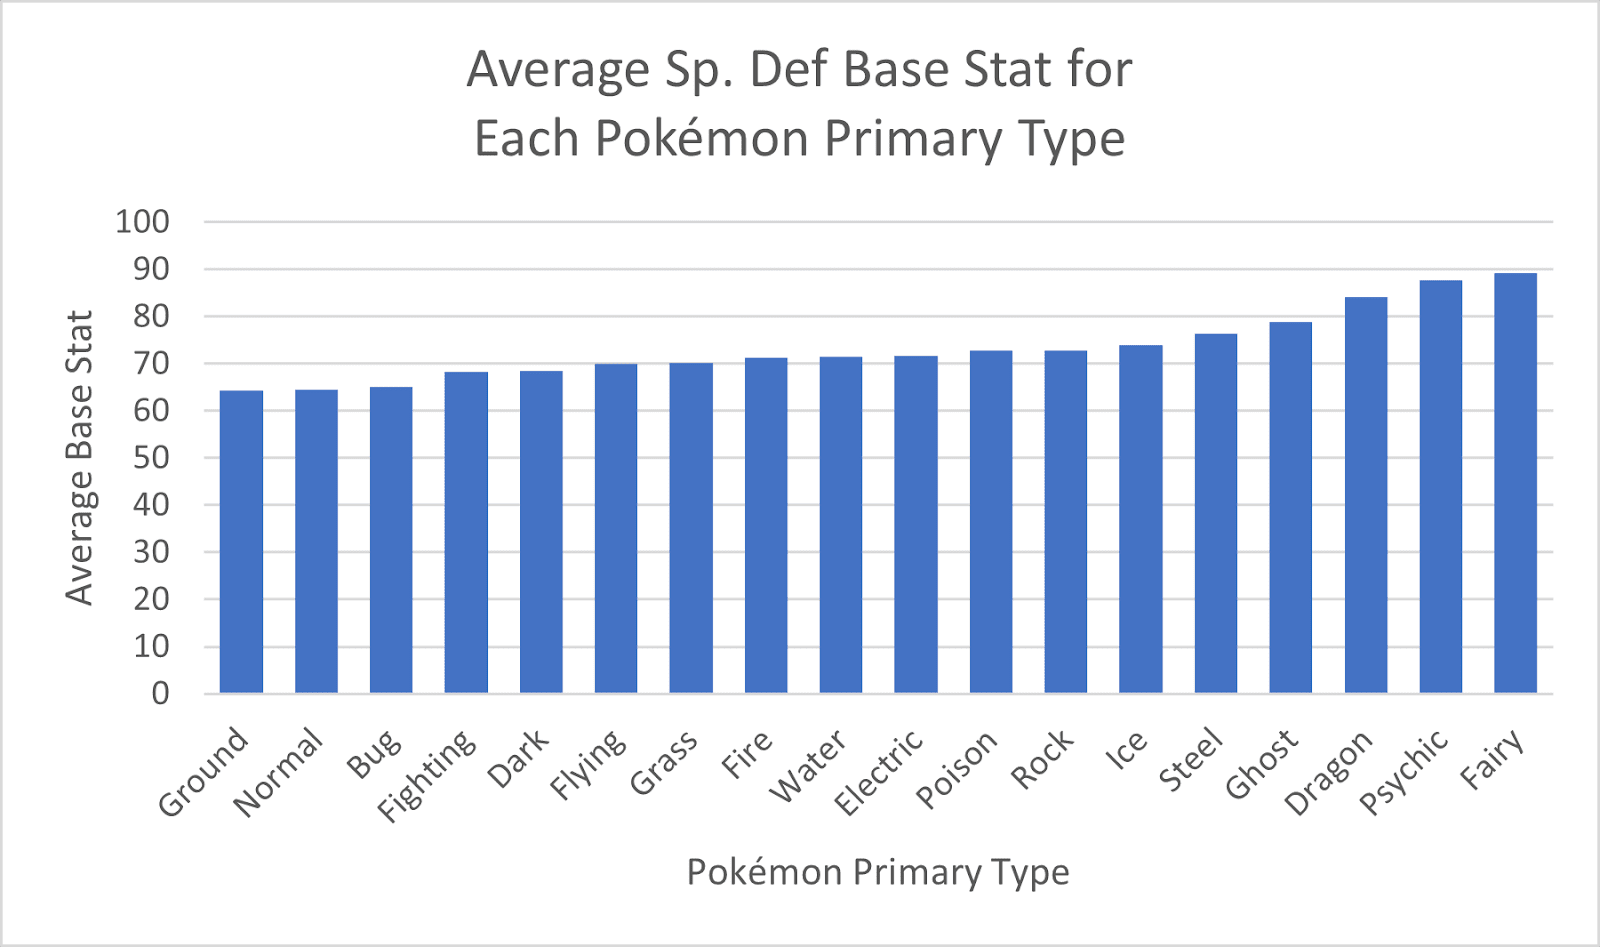 Average Sp. Def Base Stat for
Each Pokémon Primary Type
Average Base Stat
100
90
80
70
60
50
40
30
20
10
0
Ground
Normal
Bug
Fighting
Dark
Flying
Grass
Fire
Water
Electric
Poison
Rock
Ice
Steel
Ghost
Dragon
Psychic
Fairy
Pokémon Primary Type